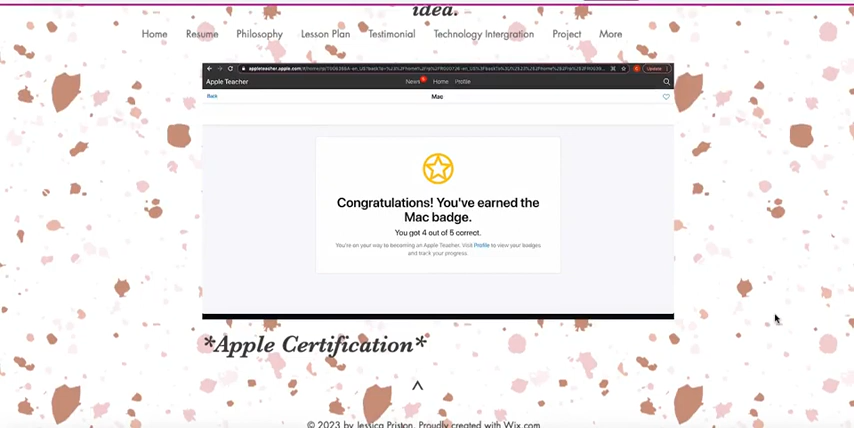 idea.
Home Resume Philosophy Lesson Plan Testimonial Technology Intergration Project More
Update
Apple Teacher News Home Profile
Back Mac
Congratulations! You've earned the
Mac badge.
You got 4 out of 5 correct.
You're on your way to becoming an Apple Teacher. Visit Profile to view your badges
and track your progress.
*Apple Certification*
© 2023 by Jessica Priston. Proudly created with Wix.com